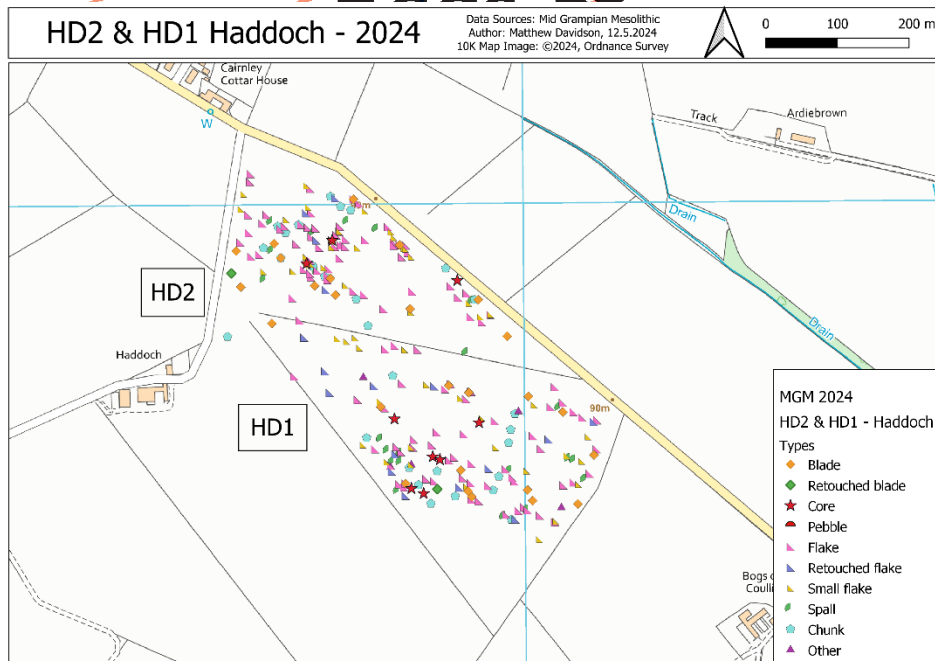 HD2 & HD1 Haddoch - 2024
Data Sources: Mid Grampian Mesolithic
Author: Matthew Davidson, 12.5.2024
10K Map Image: ©2024, Ordnance Survey
0 100 200 m
Cairnley
Cottar House
W
Track
Ardiebrown
Drain
Drain
HD2
Haddoch
HD1
90m
Bogs
Coulli
MGM 2024
HD2 & HD1 - Haddoch
Types
Blade
Retouched blade
Core
Pebble
Flake
Retouched flake
Small flake
Spall
Chunk
Other